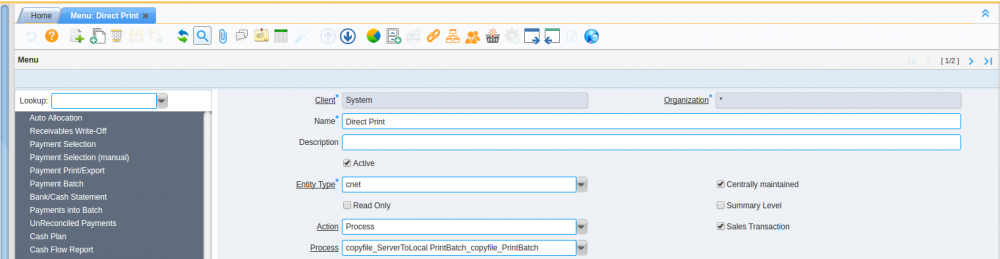 Home Menu: Direct Print
Menu [1/2]
Lookup:
Auto Allocation
Receivables Write-Off
Payment Selection
Payment Selection (manual)
Payment Print/Export
Payment Batch
Bank/Cash Statement
Payments into Batch
UnReconciled Payments
Cash Plan
Cash Flow Report
Client* System Organization* *
Name* Direct Print
Description
Active
Entity Type* cnet Centrally maintained
Read Only Summary Level
Action Process Sales Transaction
Process copyfile_ServerToLocal PrintBatch_copyfile_PrintBatch